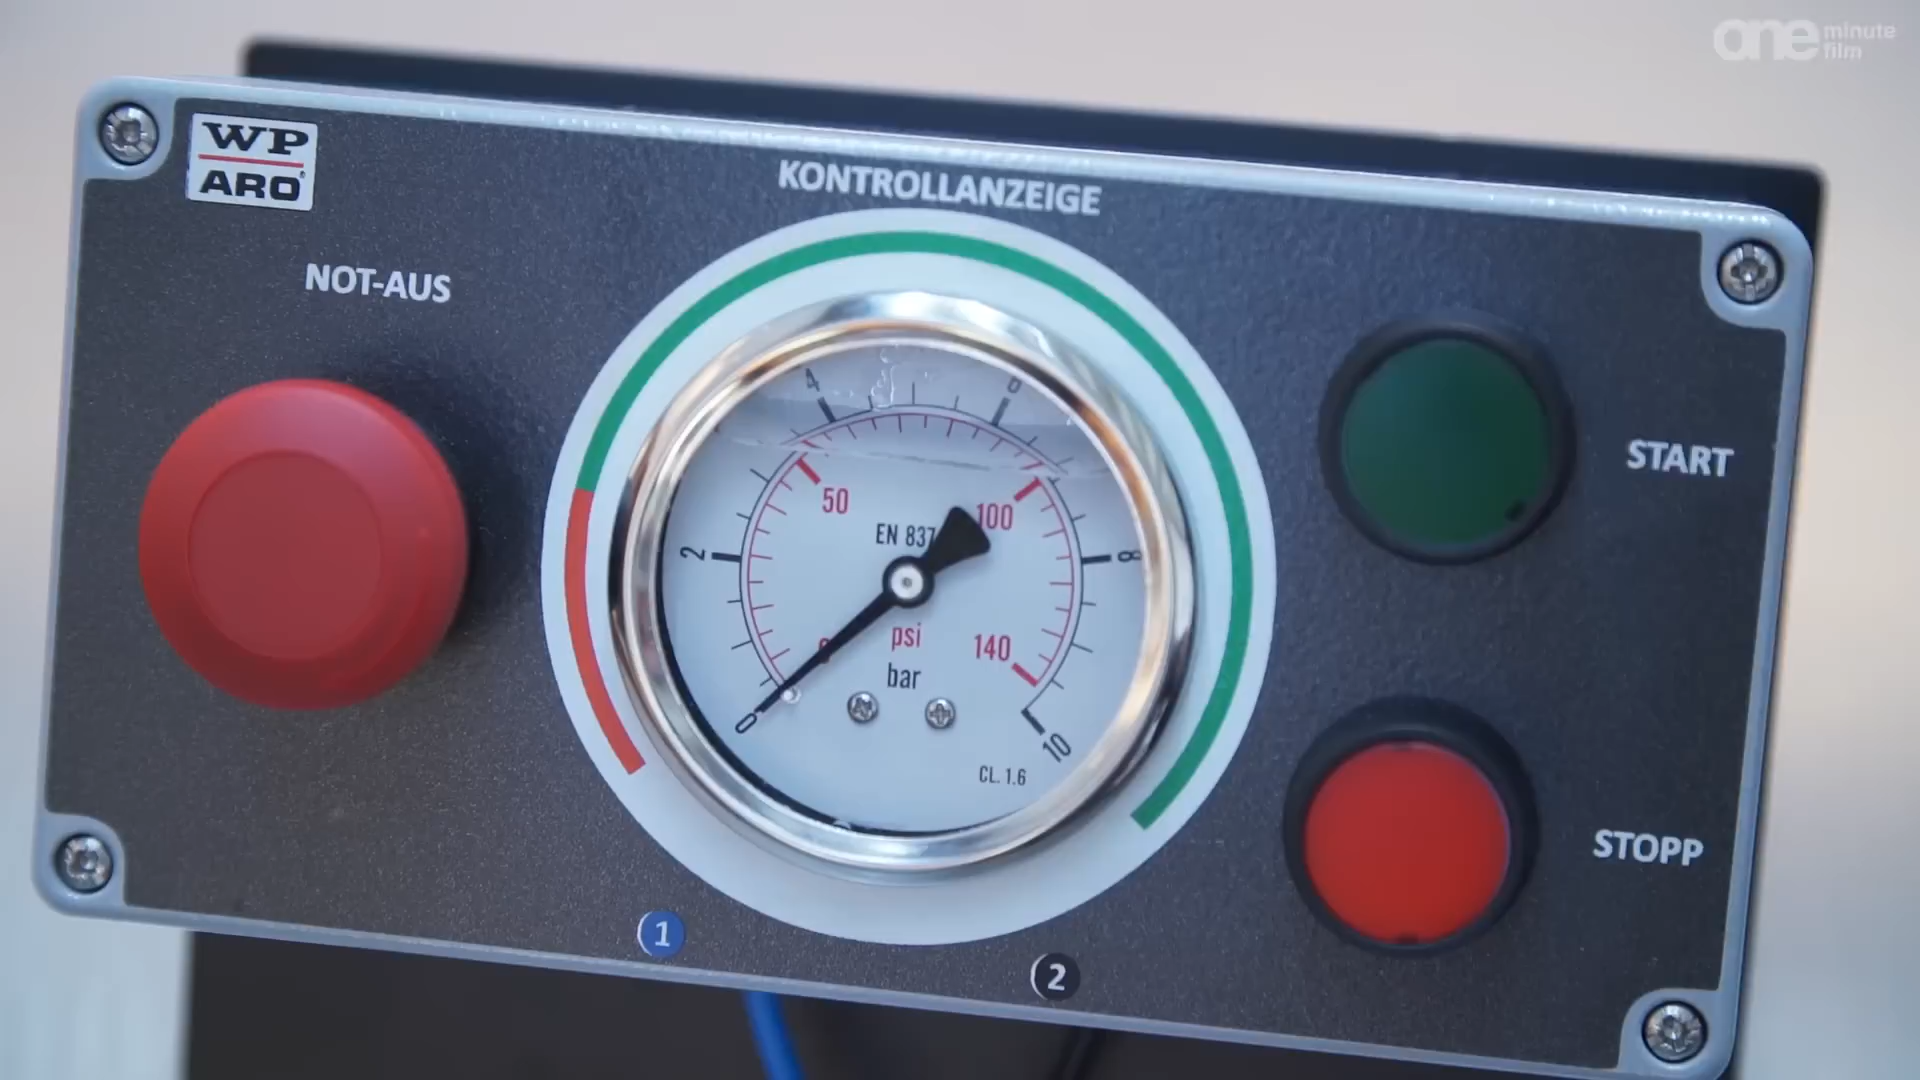 one minute
film
WP
ARO
KONTROLLANZEIGE
NOT-AUS
4
50
100
EN 837
2
8
START
psi
140
bar
0
10
CL. 1.6
STOPP
1
2